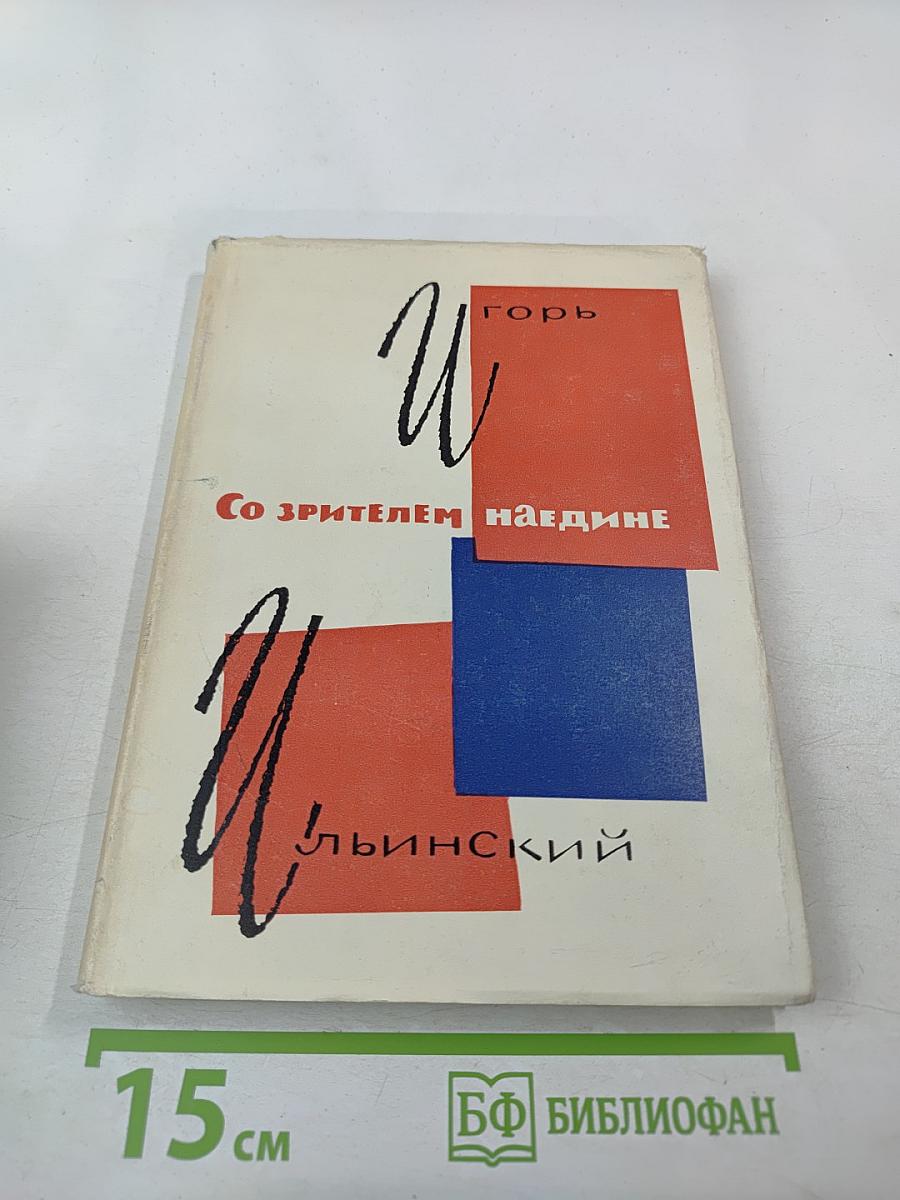 Игорь
Со зрителем наедине
Ильинский
15 см
БФ БИБЛИОФАН